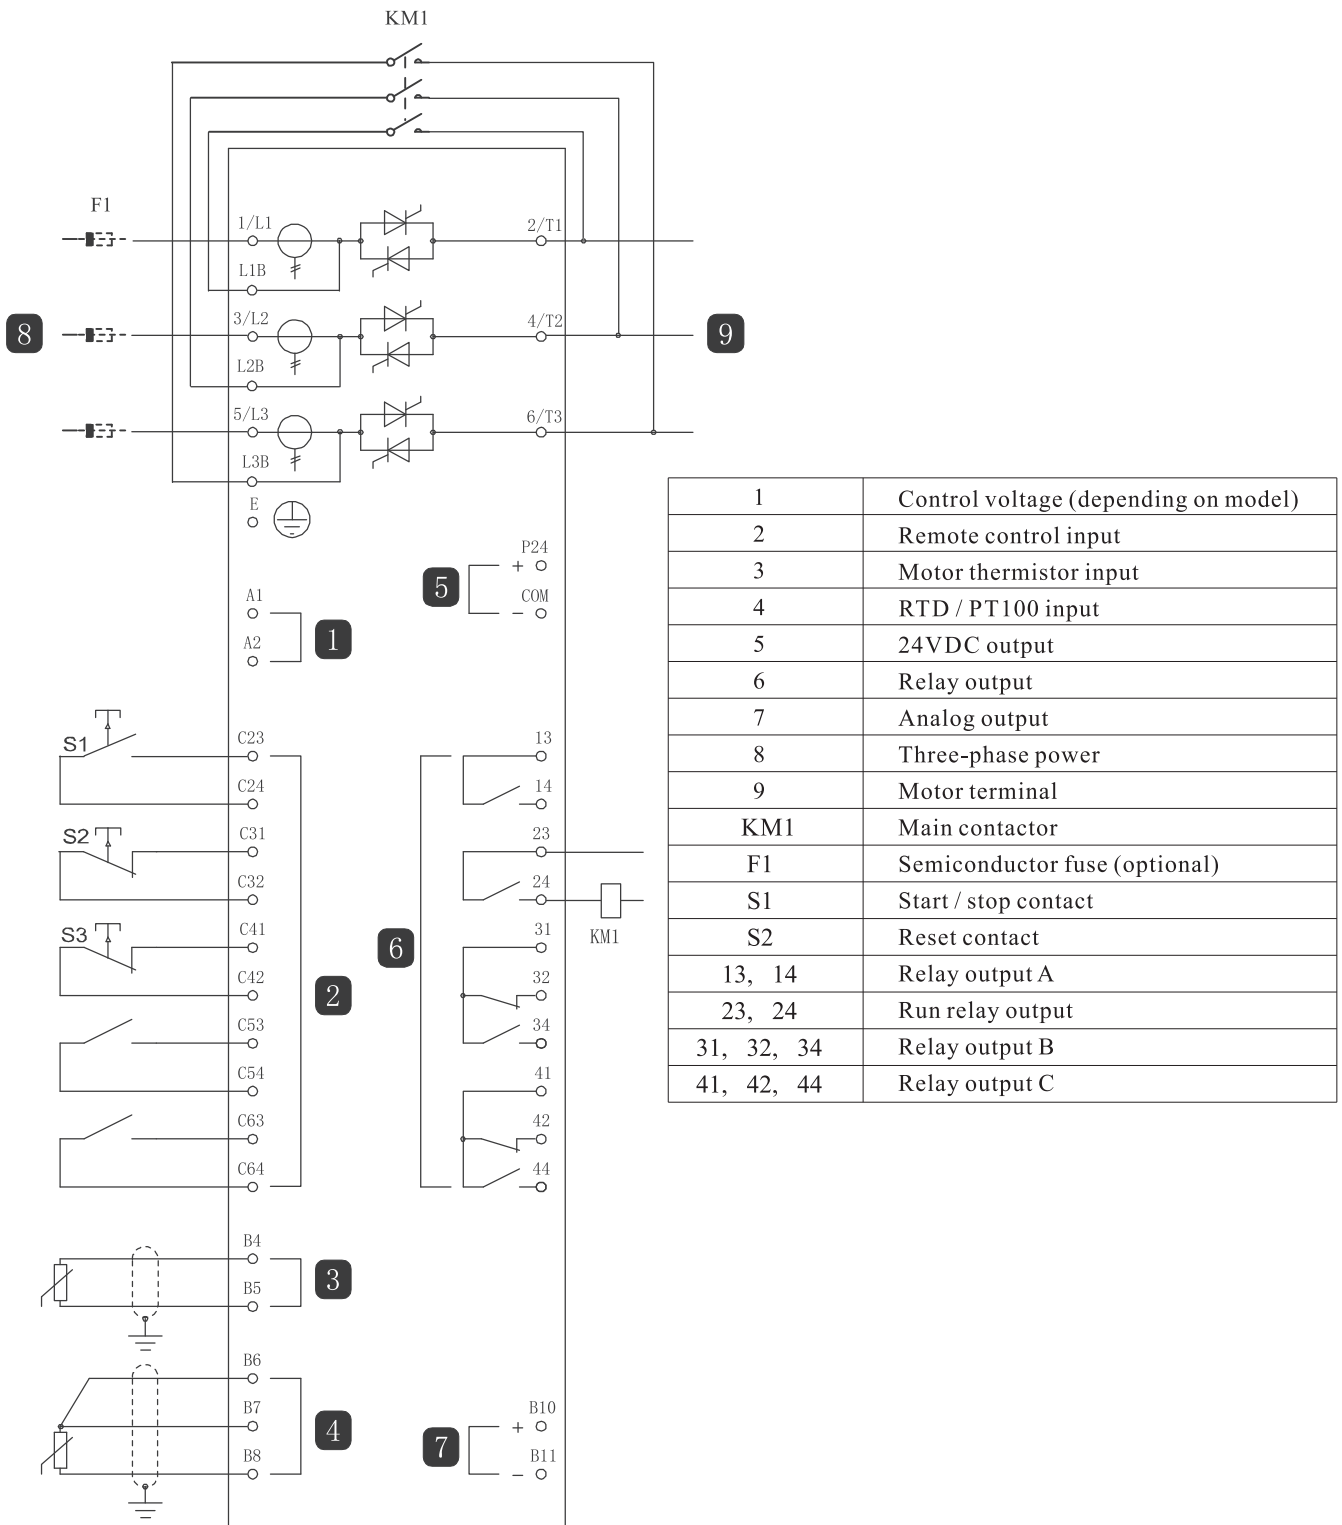 KM1
F1
1/L1
2/T1
L1B
3/L2
4/T2
8
9
L2B
5/L3
6/T3
L3B
E
P24
+
5
COM
−
A1
1
A2
S1
C23
C24
S2
C31
C32
S3
C41
C42
2
C53
C54
C63
C64
13
14
23
24
KM1
6
31
32
34
41
42
44
B4
3
B5
B6
B7
4
B8
B10
+
7
B11
−
1 Control voltage (depending on model)
2 Remote control input
3 Motor thermistor input
4 RTD / PT100 input
5 24VDC output
6 Relay output
7 Analog output
8 Three-phase power
9 Motor terminal
KM1 Main contactor
F1 Semiconductor fuse (optional)
S1 Start / stop contact
S2 Reset contact
13, 14 Relay output A
23, 24 Run relay output
31, 32, 34 Relay output B
41, 42, 44 Relay output C